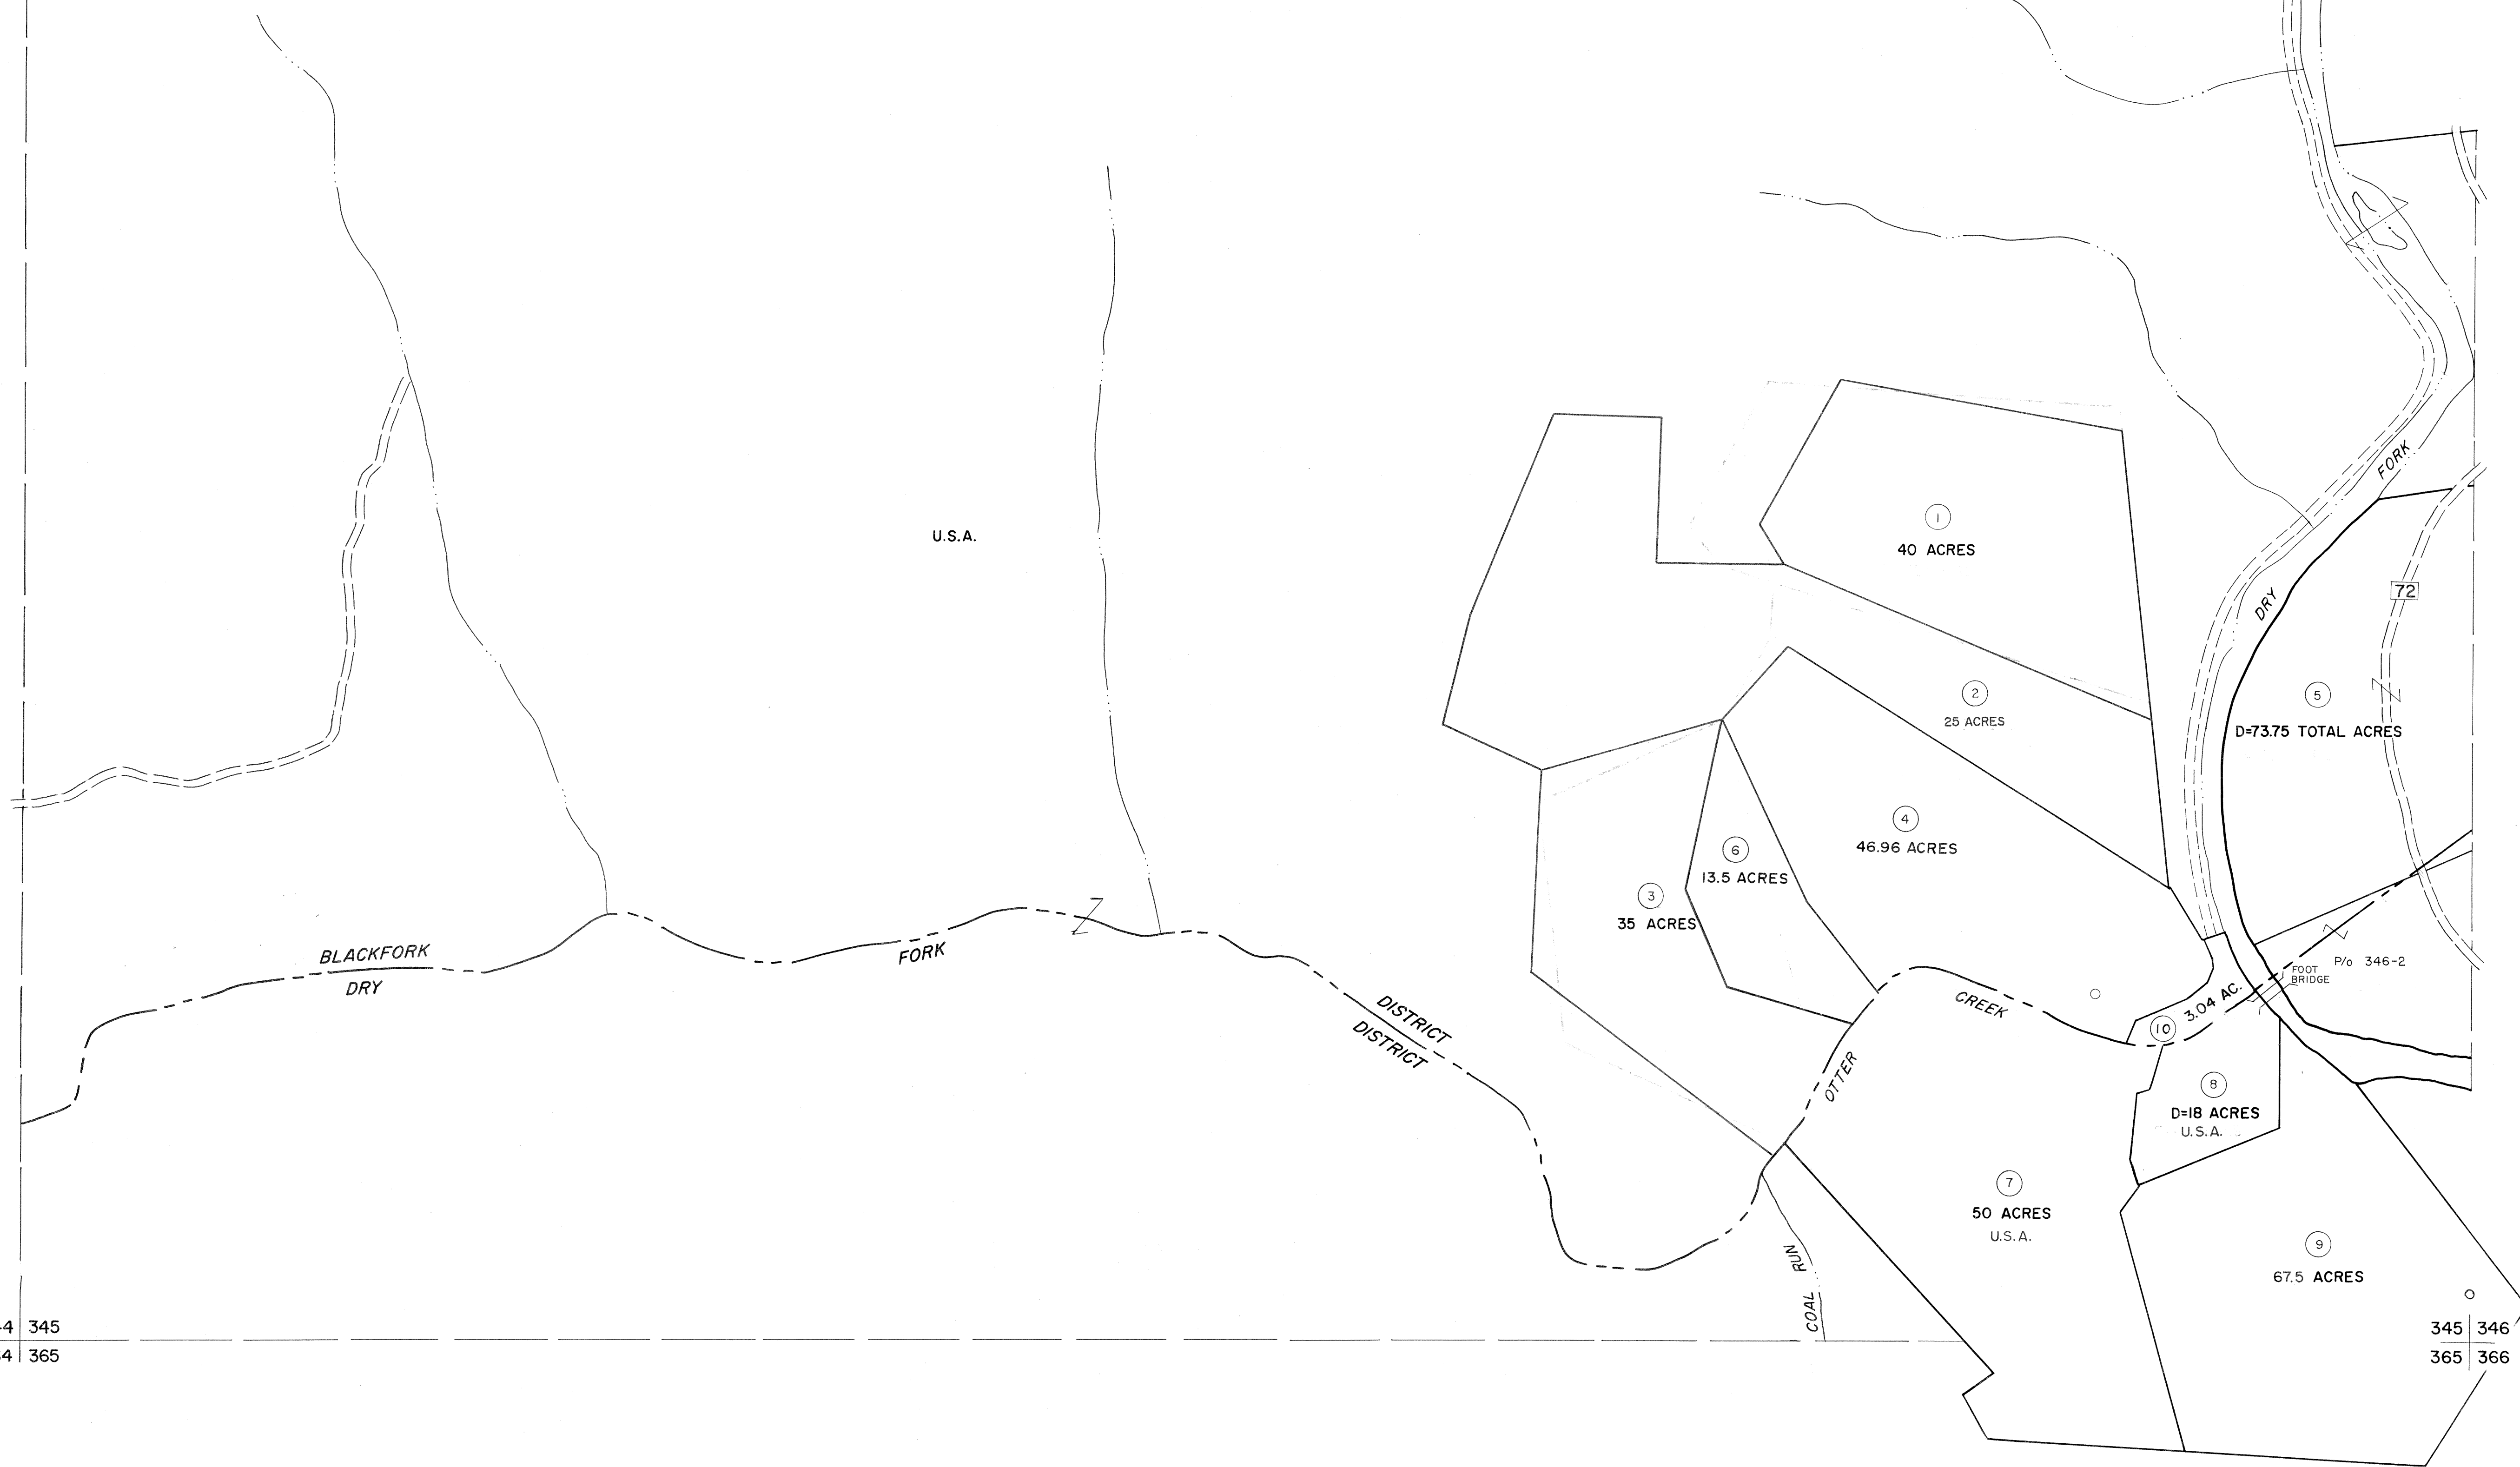 U.S.A.
1
40 ACRES
FORK
DRY
72
2
25 ACRES
5
D=73.75 TOTAL ACRES
4
46.96 ACRES
6
13.5 ACRES
3
35 ACRES
BLACKFORK
DRY
FORK
DISTRICT
DISTRICT
CREEK
OTTER
P/o 346-2
FOOT
BRIDGE
10
3.04 AC.
8
D=18 ACRES
U.S.A.
7
50 ACRES
U.S.A.
9
67.5 ACRES
COAL RUN
4 345
4 365
345 346
365 366